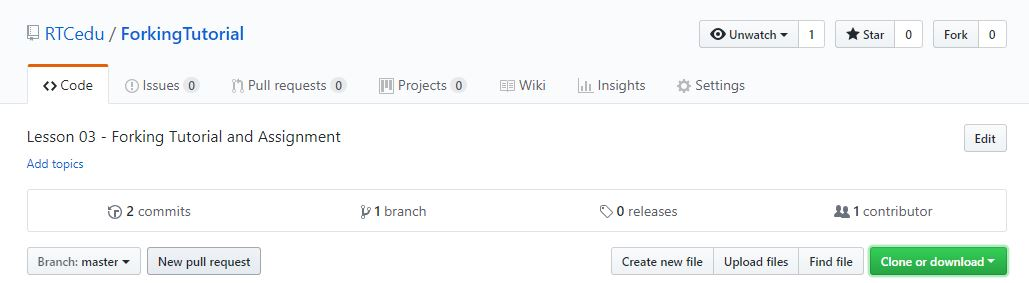 RTCedu / ForkingTutorial Unwatch 1 Star 0 Fork 0
Code Issues 0 Pull requests 0 Projects 0 Wiki Insights Settings
Lesson 03 - Forking Tutorial and Assignment Edit
Add topics
2 commits 1 branch 0 releases 1 contributor
Branch: master New pull request Create new file Upload files Find file Clone or download